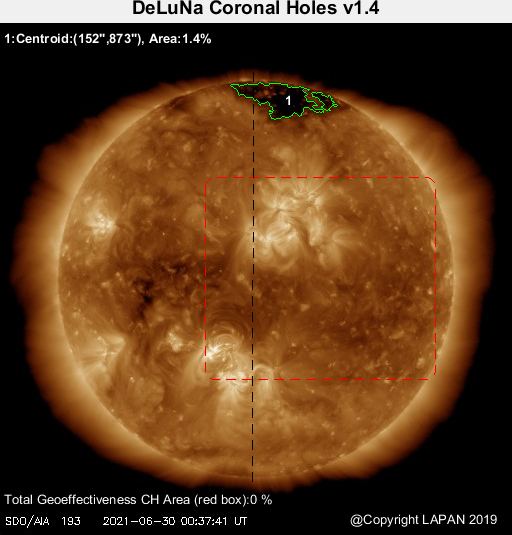 DeLuNa Coronal Holes v1.4
1:Centroid:(152",873"), Area:1.4%
1
Total Geoeffectiveness CH Area (red box):0 %
SDO/AIA 193 2021-06-30 00:37:41 UT
@Copyright LAPAN 2019